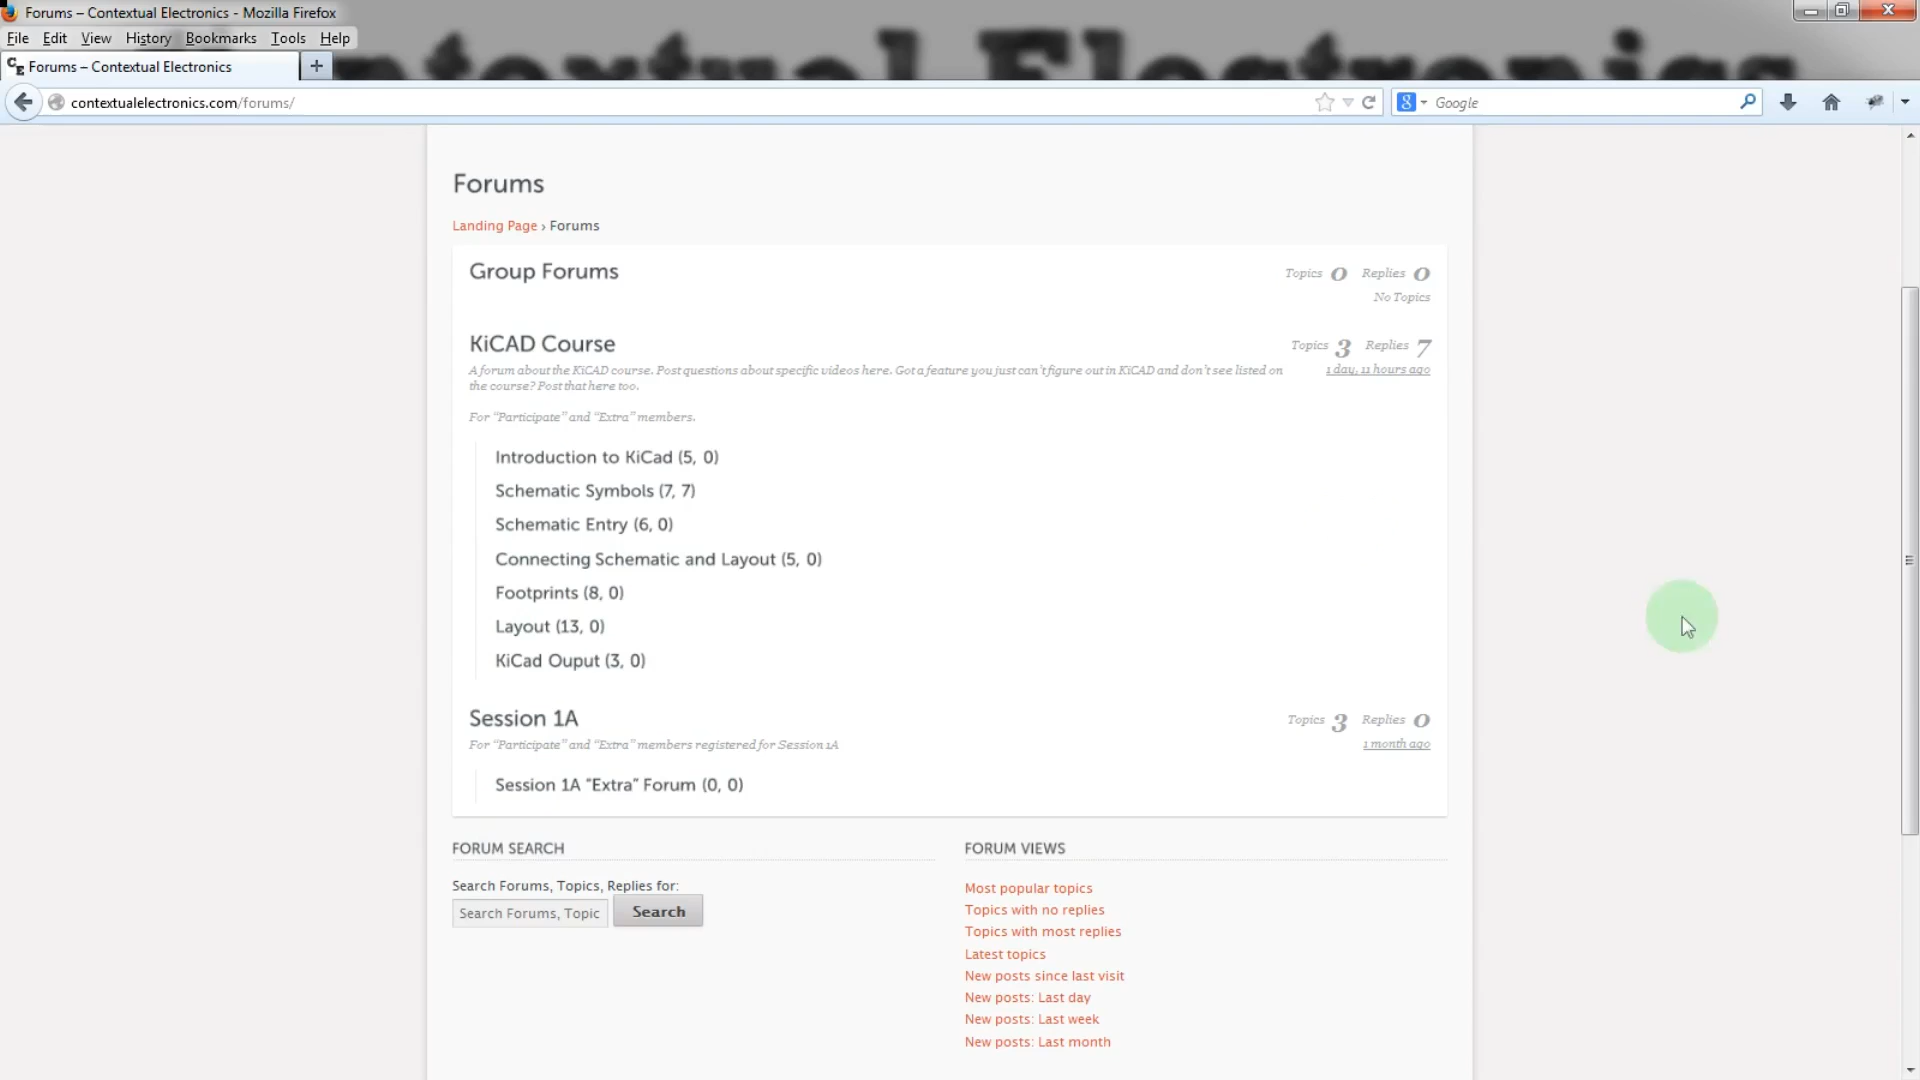 Forums – Contextual Electronics - Mozilla Firefox
File Edit View History Bookmarks Tools Help
Contextual Electronics
CE Forums – Contextual Electronics +
contextualelectronics.com/forums/ 8 Google
Forums
Landing Page › Forums
Group Forums Topics 0 Replies 0
No Topics
KiCAD Course Topics 3 Replies 7
A forum about the KiCAD course. Post questions about specific videos here. Got a feature you just can't figure out in KiCAD and don't see listed on 1 day, 11 hours ago
the course? Post that here too.
For “Participate” and “Extra” members.
Introduction to KiCad (5, 0)
Schematic Symbols (7, 7)
Schematic Entry (6, 0)
Connecting Schematic and Layout (5, 0)
Footprints (8, 0)
Layout (13, 0)
KiCad Ouput (3, 0)
Session 1A Topics 3 Replies 0
For “Participate” and “Extra” members registered for Session 1A 1 month ago
Session 1A “Extra” Forum (0, 0)
FORUM SEARCH FORUM VIEWS
Search Forums, Topics, Replies for:
Search Forums, Topic Search
Most popular topics
Topics with no replies
Topics with most replies
Latest topics
New posts since last visit
New posts: Last day
New posts: Last week
New posts: Last month